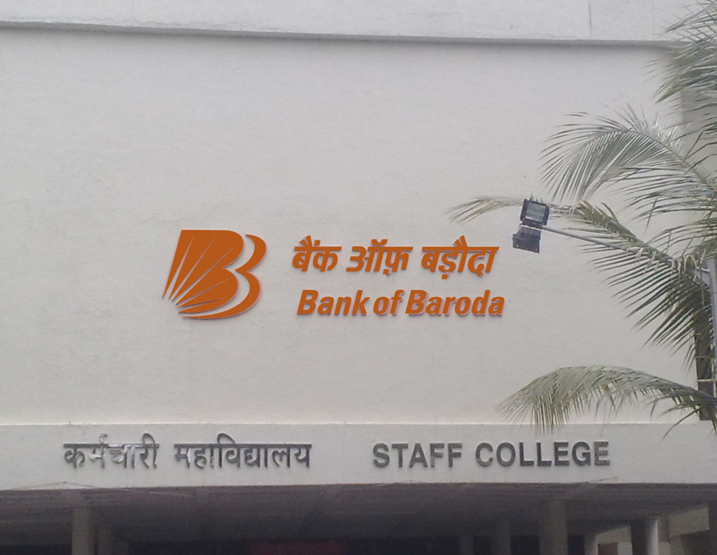 बैंक ऑफ़ बड़ौदा
Bank of Baroda
कर्मचारी महाविद्यालय STAFF COLLEGE